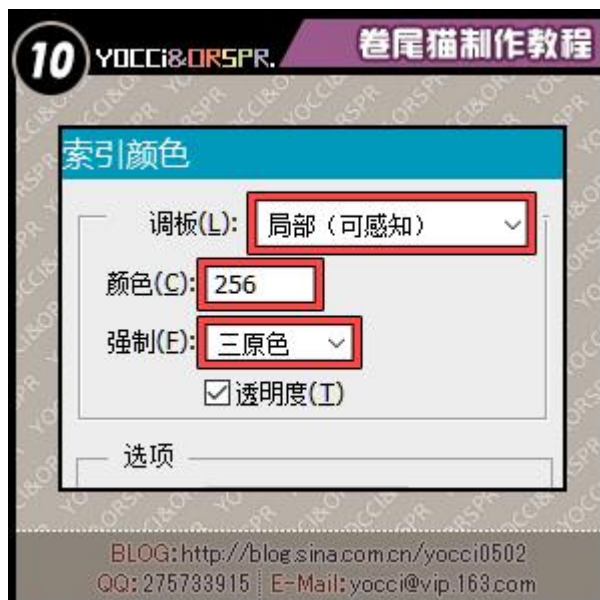 10 YOCCi&ORSPR. 卷尾猫制作教程
索引颜色
调板(L): 局部（可感知）
颜色(C): 256
强制(F): 三原色
透明度(T)
选项
BLOG:http://blog.sina.com.cn/yocci0502
QQ:275733915 E-Mail:yocci@vip.163.com